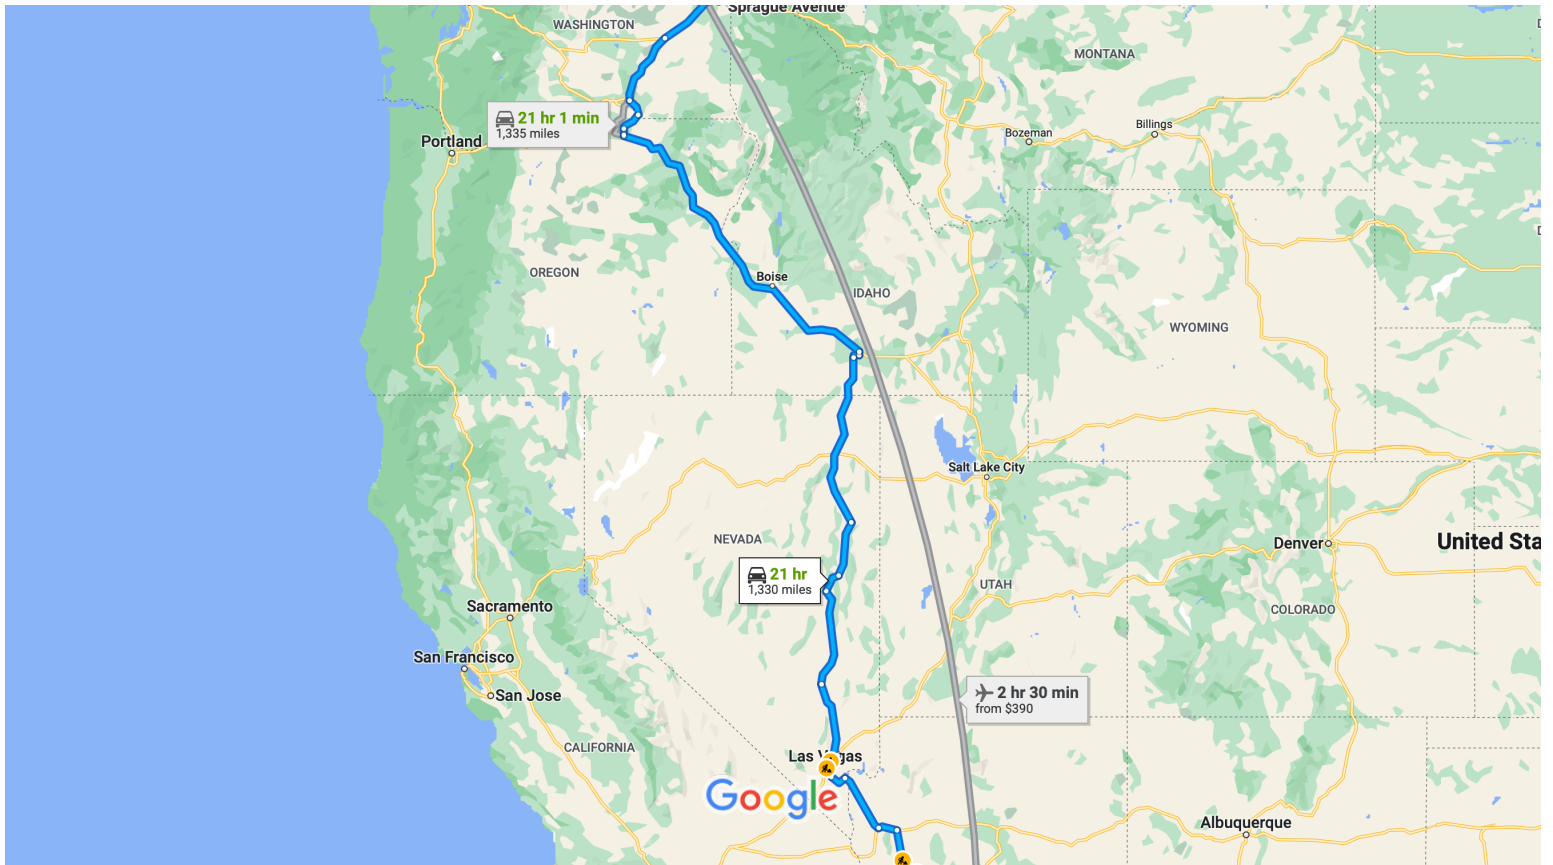 Sprague Avenue
WASHINGTON
MONTANA
21 hr 1 min
1,335 miles
Portland
Bozeman
Billings
OREGON
Boise
IDAHO
WYOMING
Salt Lake City
NEVADA
Denver
United Sta
21 hr
1,330 miles
UTAH
COLORADO
Sacramento
San Francisco
San Jose
2 hr 30 min
from $390
CALIFORNIA
Las V gas
Google
Albuquerque